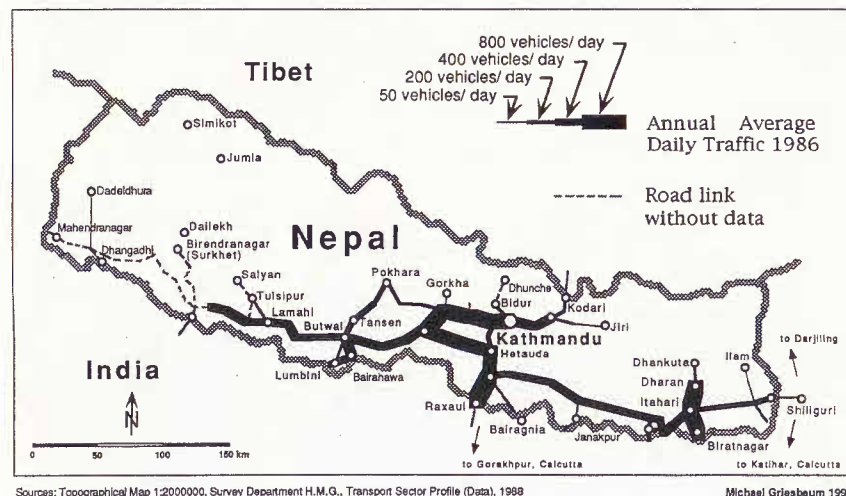 800 vehicles/ day
400 vehicles/ day
200 vehicles/ day
50 vehicles/ day
Annual Average
Daily Traffic 1986
Road link
without data
Tibet
Simikot
Jumla
Dadeldhura
Mahendranagar
Dhangadhi
Dailekh
Birendranagar
(Surkhet)
Nepal
Salyan
Tulsipur
Lamahi
Pokhara
Gorkha
Dhunche
Bidur
Kodari
Jiri
Butwal
Tansen
Kathmandu
Hetauda
India
Lumbini
Bairahawa
Raxaul
Bairagnia
Janakpur
Dhankuta
Dharan
Itahari
Ilam
to Darjiling
Shiliguri
Biratnagar
N
0 50 100 150 km
to Gorakhpur, Calcutta
to Katihar, Calcutta
Sources: Topographical Map 1:2000000, Survey Department H.M.G., Transport Sector Profile (Data), 1988
Michael Griesbaum 199